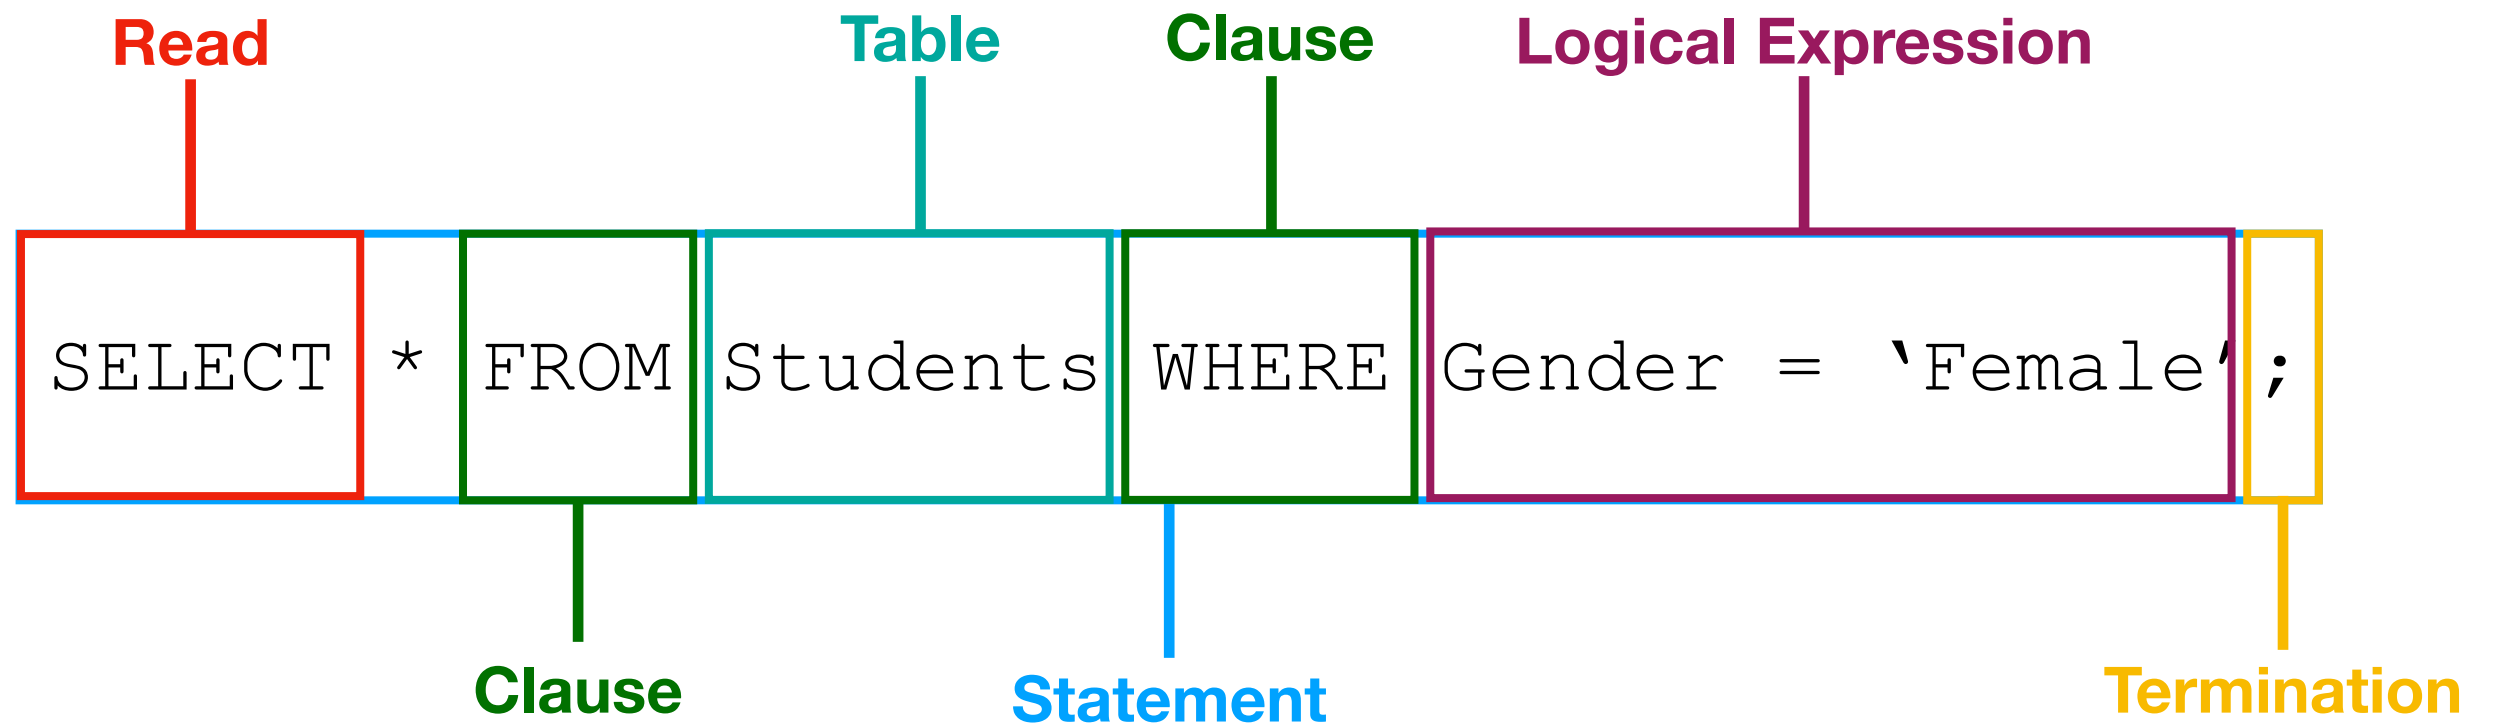 Read Table Clause Logical Expression
SELECT * FROM Students WHERE Gender = `Female’;
Clause Statement Termination